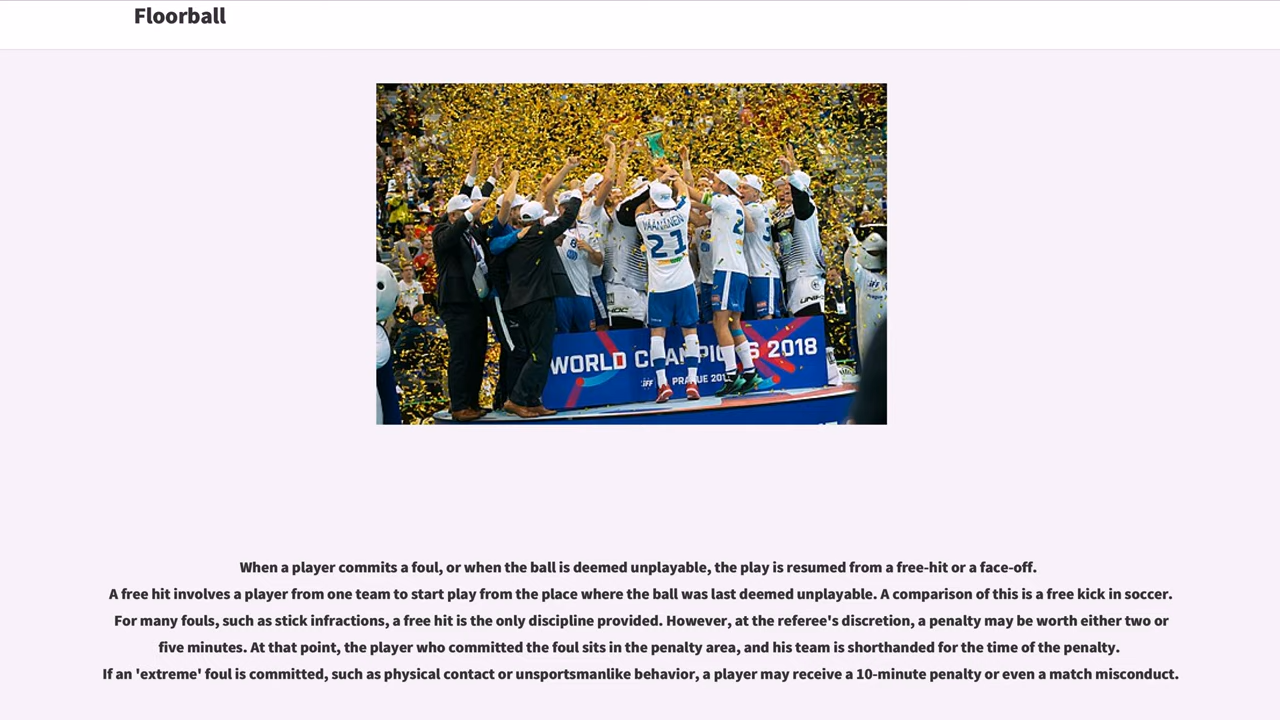 Floorball
VÄÄNÄNEN
21
2
WORLD CHAMPIONS 2018
iFF PRAGUE 201
When a player commits a foul, or when the ball is deemed unplayable, the play is resumed from a free-hit or a face-off.
A free hit involves a player from one team to start play from the place where the ball was last deemed unplayable. A comparison of this is a free kick in soccer.
For many fouls, such as stick infractions, a free hit is the only discipline provided. However, at the referee's discretion, a penalty may be worth either two or
five minutes. At that point, the player who committed the foul sits in the penalty area, and his team is shorthanded for the time of the penalty.
If an 'extreme' foul is committed, such as physical contact or unsportsmanlike behavior, a player may receive a 10-minute penalty or even a match misconduct.